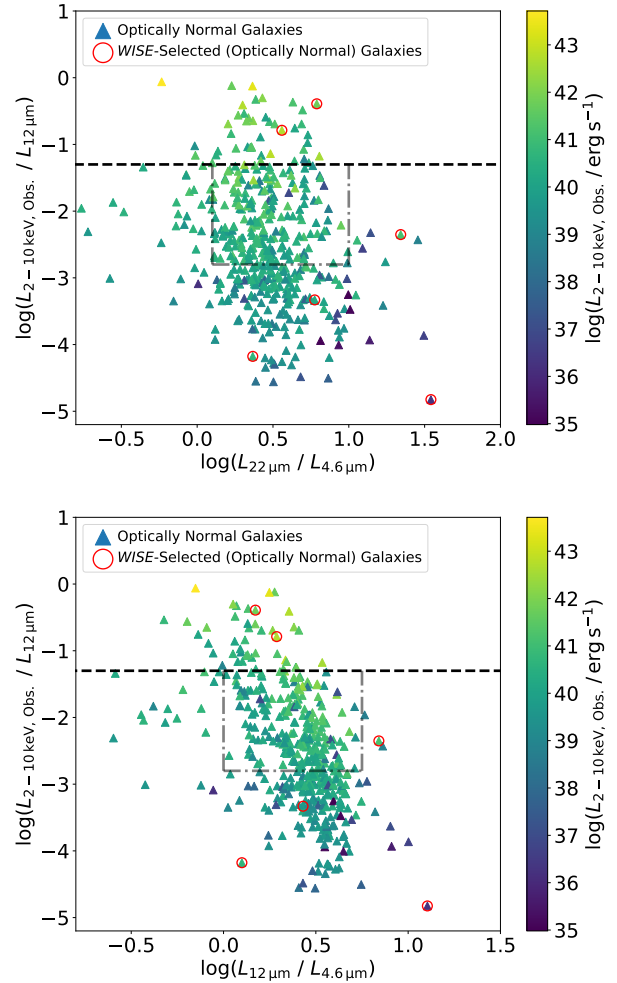 Optically Normal Galaxies
WISE-Selected (Optically Normal) Galaxies
1
0
−1
−2
−3
−4
−5
log(L2−10 keV, Obs. / L12 μm)
−0.5 0.0 0.5 1.0 1.5 2.0
log(L22 μm / L4.6 μm)
43
42
41
40
39
38
37
36
35
log(L2−10 keV, Obs. / erg s−1)
Optically Normal Galaxies
WISE-Selected (Optically Normal) Galaxies
1
0
−1
−2
−3
−4
−5
log(L2−10 keV, Obs. / L12 μm)
−0.5 0.0 0.5 1.0 1.5
log(L12 μm / L4.6 μm)
43
42
41
40
39
38
37
36
35
log(L2−10 keV, Obs. / erg s−1)